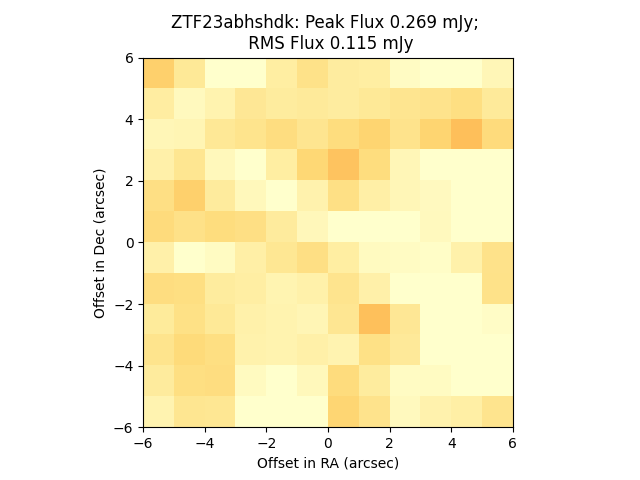 ZTF23abhshdk: Peak Flux 0.269 mJy;
RMS Flux 0.115 mJy
6
4
2
0
−2
−4
−6
Offset in Dec (arcsec)
−6 −4 −2 0 2 4 6
Offset in RA (arcsec)